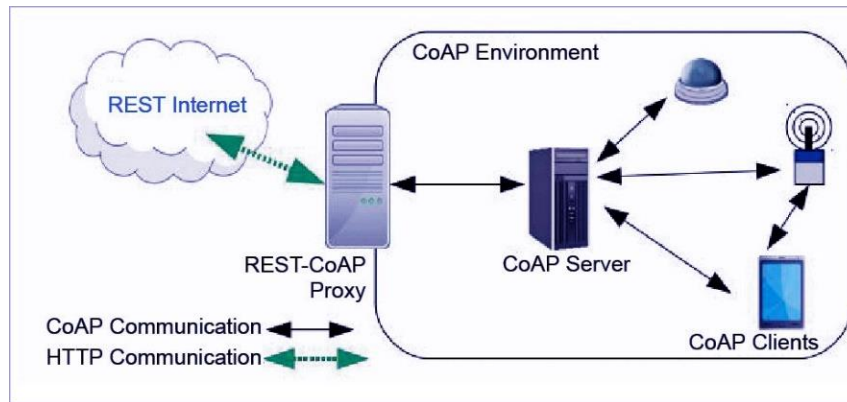 CoAP Environment
REST Internet
REST-CoAP
Proxy
CoAP Server
CoAP Clients
CoAP Communication
HTTP Communication